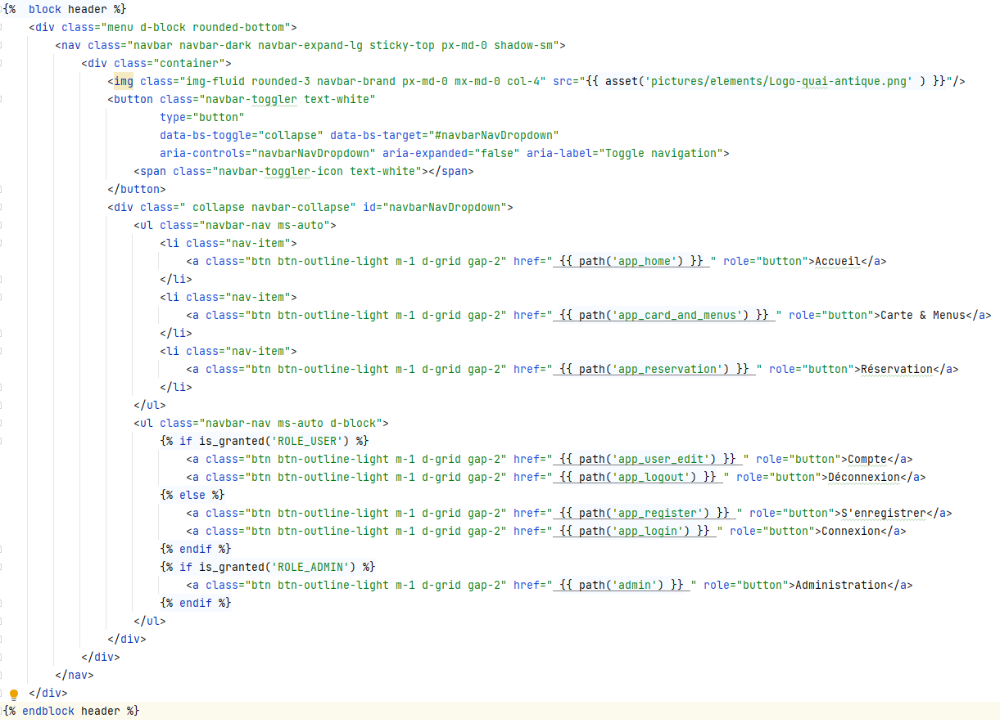 {%  block header %}
    <div class="menu d-block rounded-bottom">
        <nav class="navbar navbar-dark navbar-expand-lg sticky-top px-md-0 shadow-sm">
            <div class="container">
                <img class="img-fluid rounded-3 navbar-brand px-md-0 mx-md-0 col-4" src="{{ asset('pictures/elements/Logo-quai-antique.png' ) }}"/>
                <button class="navbar-toggler text-white"
                        type="button"
                        data-bs-toggle="collapse" data-bs-target="#navbarNavDropdown"
                        aria-controls="navbarNavDropdown" aria-expanded="false" aria-label="Toggle navigation">
                    <span class="navbar-toggler-icon text-white"></span>
                </button>
                <div class=" collapse navbar-collapse" id="navbarNavDropdown">
                    <ul class="navbar-nav ms-auto">
                        <li class="nav-item">
                            <a class="btn btn-outline-light m-1 d-grid gap-2" href=" {{ path('app_home') }} " role="button">Accueil</a>
                        </li>
                        <li class="nav-item">
                            <a class="btn btn-outline-light m-1 d-grid gap-2" href=" {{ path('app_card_and_menus') }} " role="button">Carte & Menus</a>
                        </li>
                        <li class="nav-item">
                            <a class="btn btn-outline-light m-1 d-grid gap-2" href=" {{ path('app_reservation') }} " role="button">Réservation</a>
                        </li>
                    </ul>
                    <ul class="navbar-nav ms-auto d-block">
                        {% if is_granted('ROLE_USER') %}
                            <a class="btn btn-outline-light m-1 d-grid gap-2" href=" {{ path('app_user_edit') }} " role="button">Compte</a>
                            <a class="btn btn-outline-light m-1 d-grid gap-2" href=" {{ path('app_logout') }} " role="button">Déconnexion</a>
                        {% else %}
                            <a class="btn btn-outline-light m-1 d-grid gap-2" href=" {{ path('app_register') }} " role="button">S'enregistrer</a>
                            <a class="btn btn-outline-light m-1 d-grid gap-2" href=" {{ path('app_login') }} " role="button">Connexion</a>
                        {% endif %}
                        {% if is_granted('ROLE_ADMIN') %}
                            <a class="btn btn-outline-light m-1 d-grid gap-2" href=" {{ path('admin') }} " role="button">Administration</a>
                        {% endif %}
                    </ul>
                </div>
            </div>
        </nav>
    </div>
{% endblock header %}